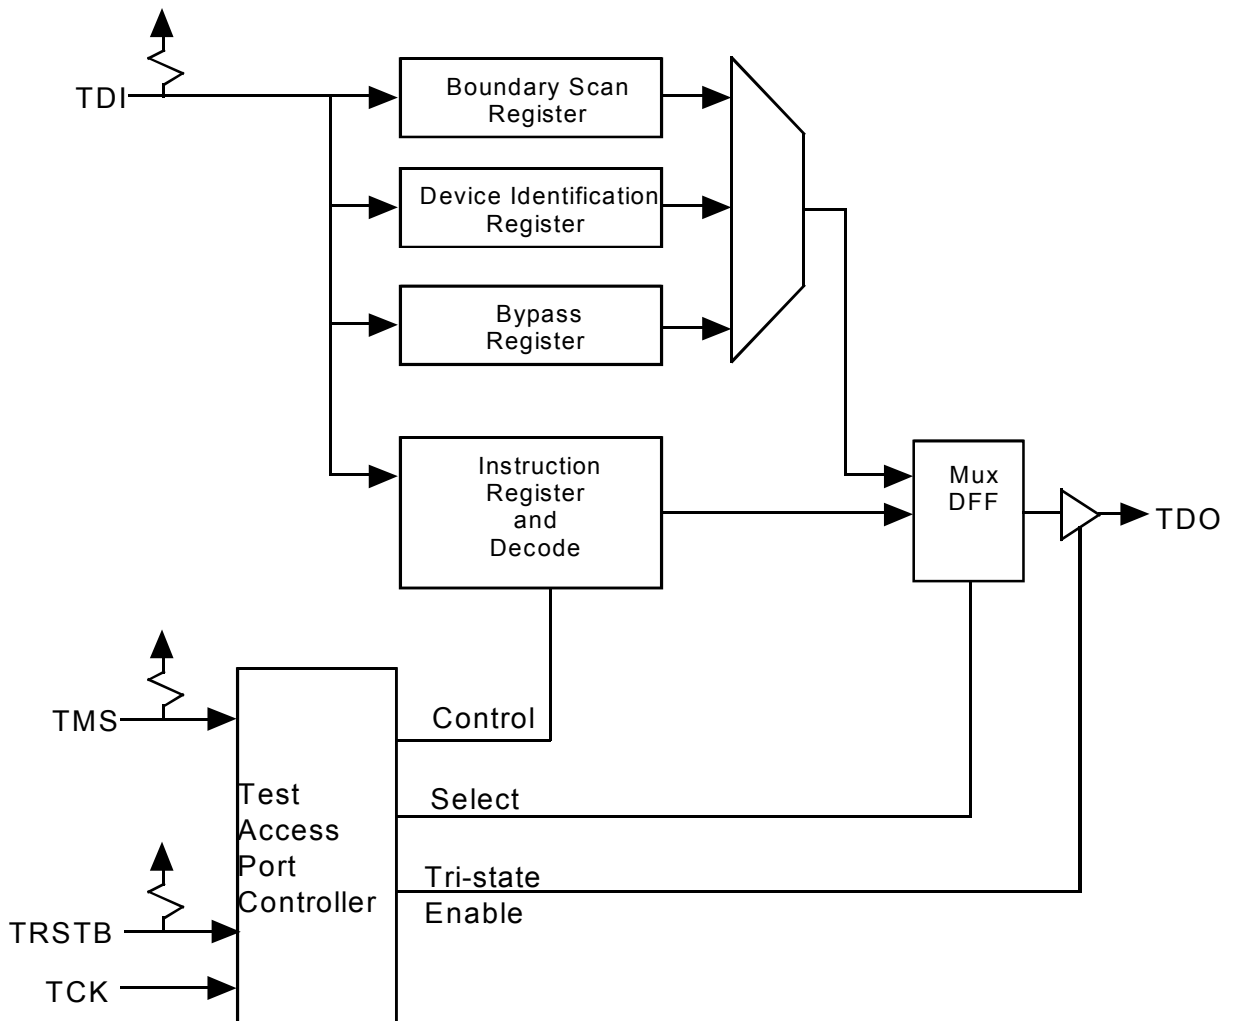 TDI
Boundary Scan
Register
Device Identification
Register
Bypass
Register
Instruction
Register
and
Decode
Mux
DFF
TDO
TMS
Control
Test
Access
Port
Controller
Select
Tri-state
Enable
TRSTB
TCK